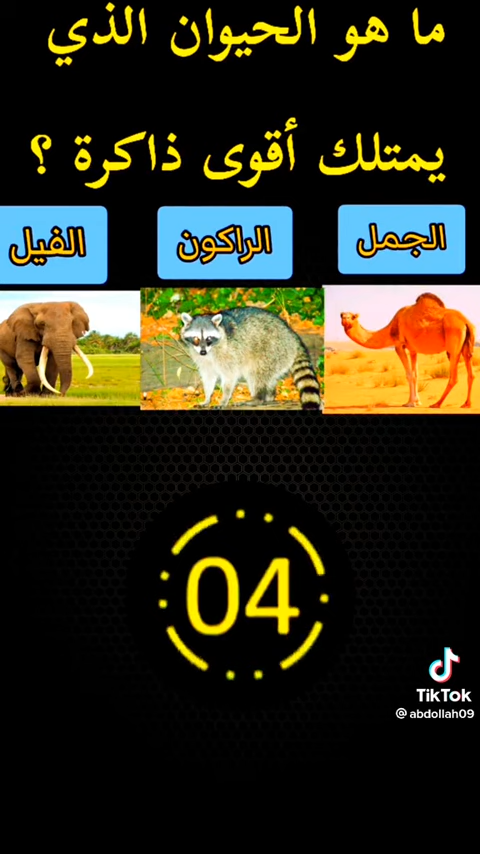 ما هو الحيوان الذي
يمتلك أقوى ذاكرة ؟
الجمل الراكون الفيل
04
TikTok
@abdollah09